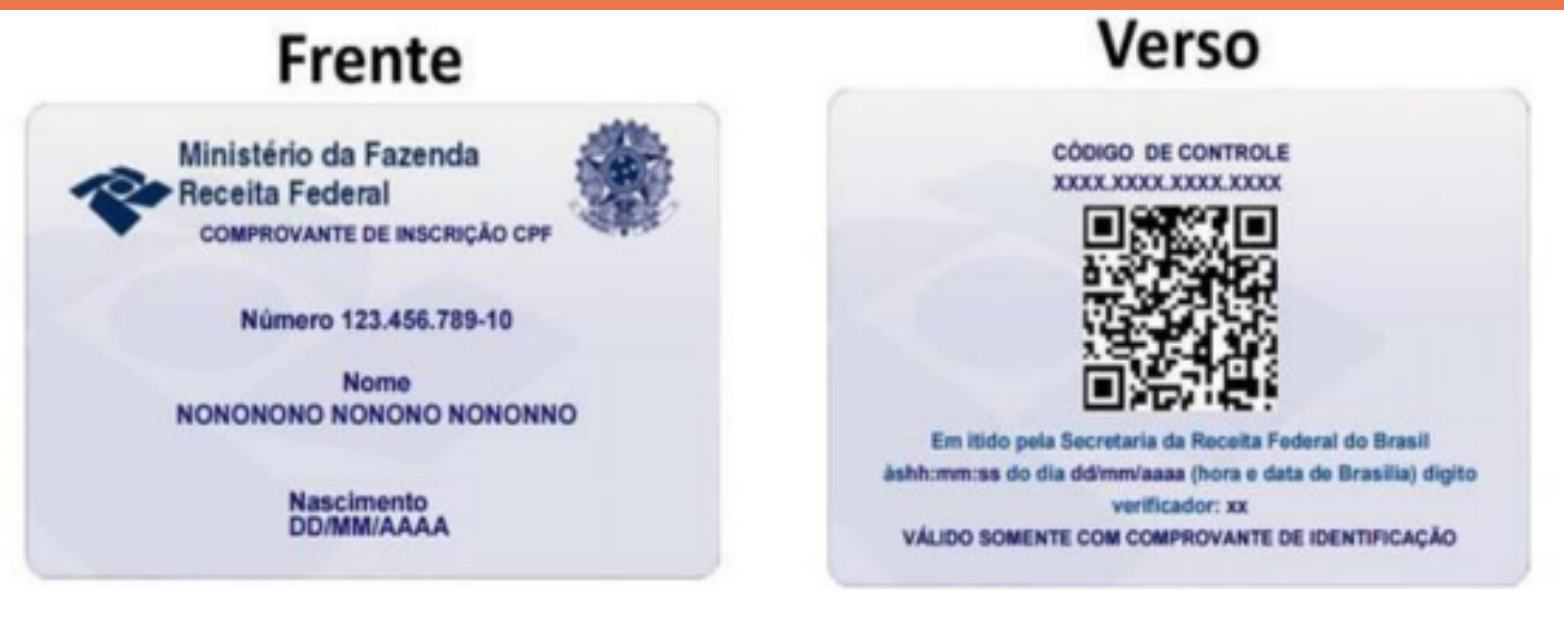 Frente
Ministério da Fazenda
Receita Federal
COMPROVANTE DE INSCRIÇÃO CPF
Número 123.456.789-10
Nome
NONONONO NONONO NONONNO
Nascimento
DD/MM/AAAA
Verso
CÓDIGO DE CONTROLE
XXXX.XXXX.XXXX.XXXX
Em itido pela Secretaria da Receita Federal do Brasil
àshh:mm:ss do dia dd/mm/aaaa (hora e data de Brasília) digito
verificador: xx
VÁLIDO SOMENTE COM COMPROVANTE DE IDENTIFICAÇÃO